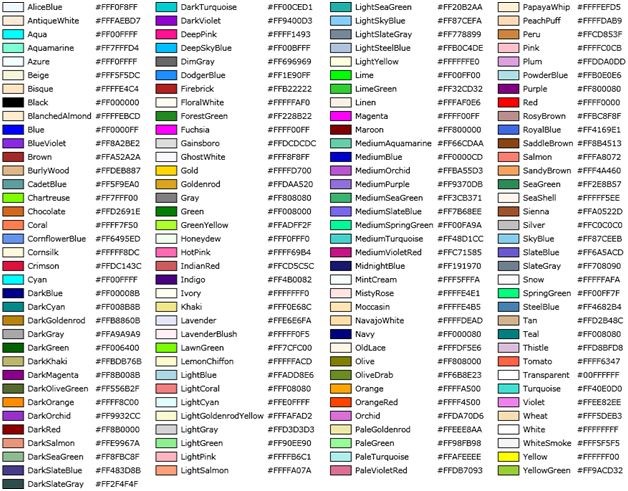 AliceBlue #FFF0F8FF
AntiqueWhite #FFFAEBD7
Aqua #FF00FFFF
Aquamarine #FF7FFFD4
Azure #FFF0FFFF
Beige #FFF5F5DC
Bisque #FFFFE4C4
Black #FF000000
BlanchedAlmond #FFFFEBCD
Blue #FF0000FF
BlueViolet #FF8A2BE2
Brown #FFA52A2A
BurlyWood #FFDEB887
CadetBlue #FF5F9EA0
Chartreuse #FF7FFF00
Chocolate #FFD2691E
Coral #FFFF7F50
CornflowerBlue #FF6495ED
Cornsilk #FFFFF8DC
Crimson #FFDC143C
Cyan #FF00FFFF
DarkBlue #FF00008B
DarkCyan #FF008B8B
DarkGoldenrod #FFB8860B
DarkGray #FFA9A9A9
DarkGreen #FF006400
DarkKhaki #FFBDB76B
DarkMagenta #FF8B008B
DarkOliveGreen #FF556B2F
DarkOrange #FFFF8C00
DarkOrchid #FF9932CC
DarkRed #FF8B0000
DarkSalmon #FFE9967A
DarkSeaGreen #FF8FBC8F
DarkSlateBlue #FF483D8B
DarkSlateGray #FF2F4F4F
DarkTurquoise #FF00CED1
DarkViolet #FF9400D3
DeepPink #FFFF1493
DeepSkyBlue #FF00BFFF
DimGray #FF696969
DodgerBlue #FF1E90FF
Firebrick #FFB22222
FloralWhite #FFFFFAF0
ForestGreen #FF228B22
Fuchsia #FFFF00FF
Gainsboro #FFDCDCDC
GhostWhite #FFF8F8FF
Gold #FFFFD700
Goldenrod #FFDAA520
Gray #FF808080
Green #FF008000
GreenYellow #FFADFF2F
Honeydew #FFF0FFF0
HotPink #FFFF69B4
IndianRed #FFCD5C5C
Indigo #FF4B0082
Ivory #FFFFFFF0
Khaki #FFF0E68C
Lavender #FFE6E6FA
LavenderBlush #FFFFF0F5
LawnGreen #FF7CFC00
LemonChiffon #FFFFFACD
LightBlue #FFADD8E6
LightCoral #FFF08080
LightCyan #FFE0FFFF
LightGoldenrodYellow #FFFAFAD2
LightGray #FFD3D3D3
LightGreen #FF90EE90
LightPink #FFFFB6C1
LightSalmon #FFFFA07A
LightSeaGreen #FF20B2AA
LightSkyBlue #FF87CEFA
LightSlateGray #FF778899
LightSteelBlue #FFB0C4DE
LightYellow #FFFFFFE0
Lime #FF00FF00
LimeGreen #FF32CD32
Linen #FFFAF0E6
Magenta #FFFF00FF
Maroon #FF800000
MediumAquamarine #FF66CDAA
MediumBlue #FF0000CD
MediumOrchid #FFBA55D3
MediumPurple #FF9370DB
MediumSeaGreen #FF3CB371
MediumSlateBlue #FF7B68EE
MediumSpringGreen #FF00FA9A
MediumTurquoise #FF48D1CC
MediumVioletRed #FFC71585
MidnightBlue #FF191970
MintCream #FFF5FFFA
MistyRose #FFFFE4E1
Moccasin #FFFFE4B5
NavajoWhite #FFFFDEAD
Navy #FF000080
OldLace #FFFDF5E6
Olive #FF808000
OliveDrab #FF6B8E23
Orange #FFFFA500
OrangeRed #FFFF4500
Orchid #FFDA70D6
PaleGoldenrod #FFEEE8AA
PaleGreen #FF98FB98
PaleTurquoise #FFAFEEEE
PaleVioletRed #FFDB7093
PapayaWhip #FFFFEFD5
PeachPuff #FFFFDAB9
Peru #FFCD853F
Pink #FFFFC0CB
Plum #FFDDA0DD
PowderBlue #FFB0E0E6
Purple #FF800080
Red #FFFF0000
RosyBrown #FFBC8F8F
RoyalBlue #FF4169E1
SaddleBrown #FF8B4513
Salmon #FFFA8072
SandyBrown #FFF4A460
SeaGreen #FF2E8B57
SeaShell #FFFFF5EE
Sienna #FFA0522D
Silver #FFC0C0C0
SkyBlue #FF87CEEB
SlateBlue #FF6A5ACD
SlateGray #FF708090
Snow #FFFFFAFA
SpringGreen #FF00FF7F
SteelBlue #FF4682B4
Tan #FFD2B48C
Teal #FF008080
Thistle #FFD8BFD8
Tomato #FFFF6347
Transparent #00FFFFFF
Turquoise #FF40E0D0
Violet #FFEE82EE
Wheat #FFF5DEB3
White #FFFFFFFF
WhiteSmoke #FFF5F5F5
Yellow #FFFFFF00
YellowGreen #FF9ACD32